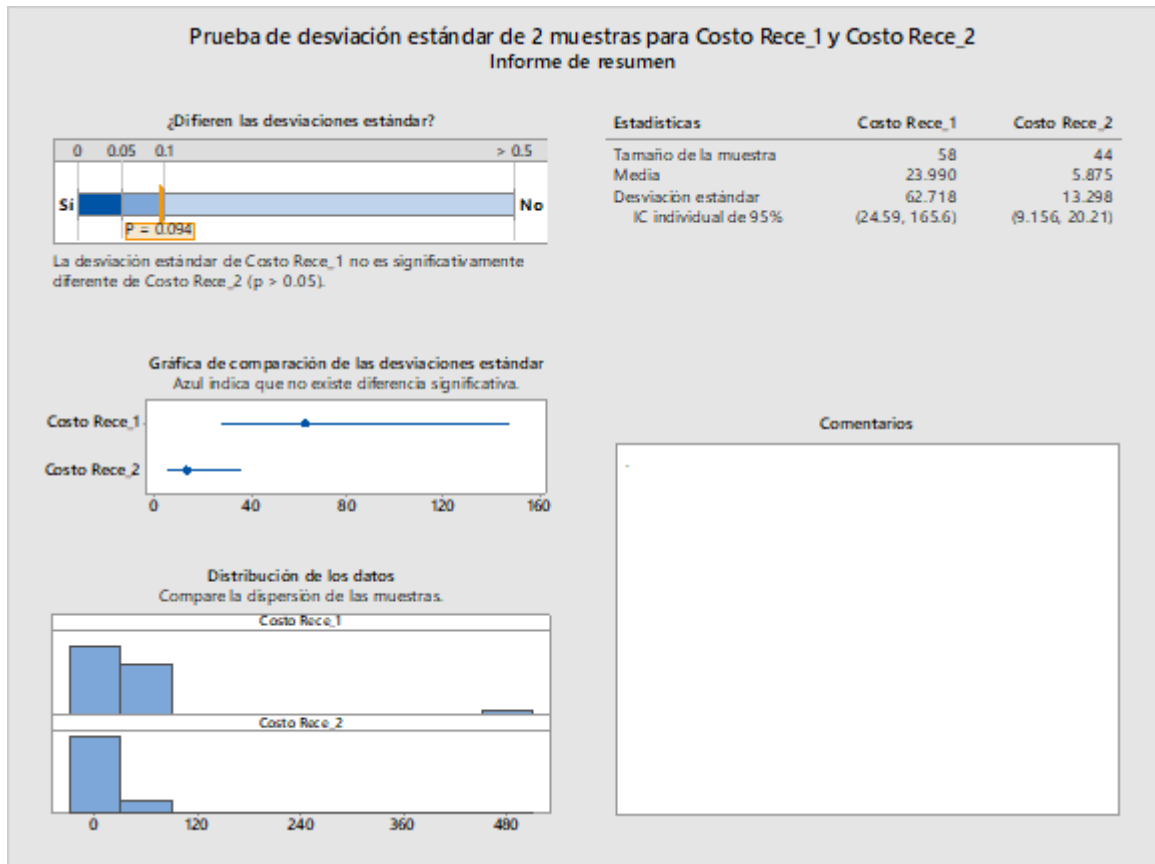 Prueba de desviación estándar de 2 muestras para Costo Rece_1 y Costo Rece_2
Informe de resumen
¿Difieren las desviaciones estándar?
0 0.05 0.1 > 0.5
Sí No
P = 0.094
La desviación estándar de Costo Rece_1 no es significativamente
diferente de Costo Rece_2 (p > 0.05).
Estadísticas Costo Rece_1 Costo Rece_2
Tamaño de la muestra 58 44
Media 23.990 5.875
Desviación estándar 62.718 13.298
IC individual de 95% (24.59, 165.6) (9.156, 20.21)
Gráfica de comparación de las desviaciones estándar
Azul indica que no existe diferencia significativa.
Costo Rece_1
Costo Rece_2
0 40 80 120 160
Distribución de los datos
Compare la dispersión de las muestras.
Costo Rece_1
Costo Rece_2
0 120 240 360 480
Comentarios